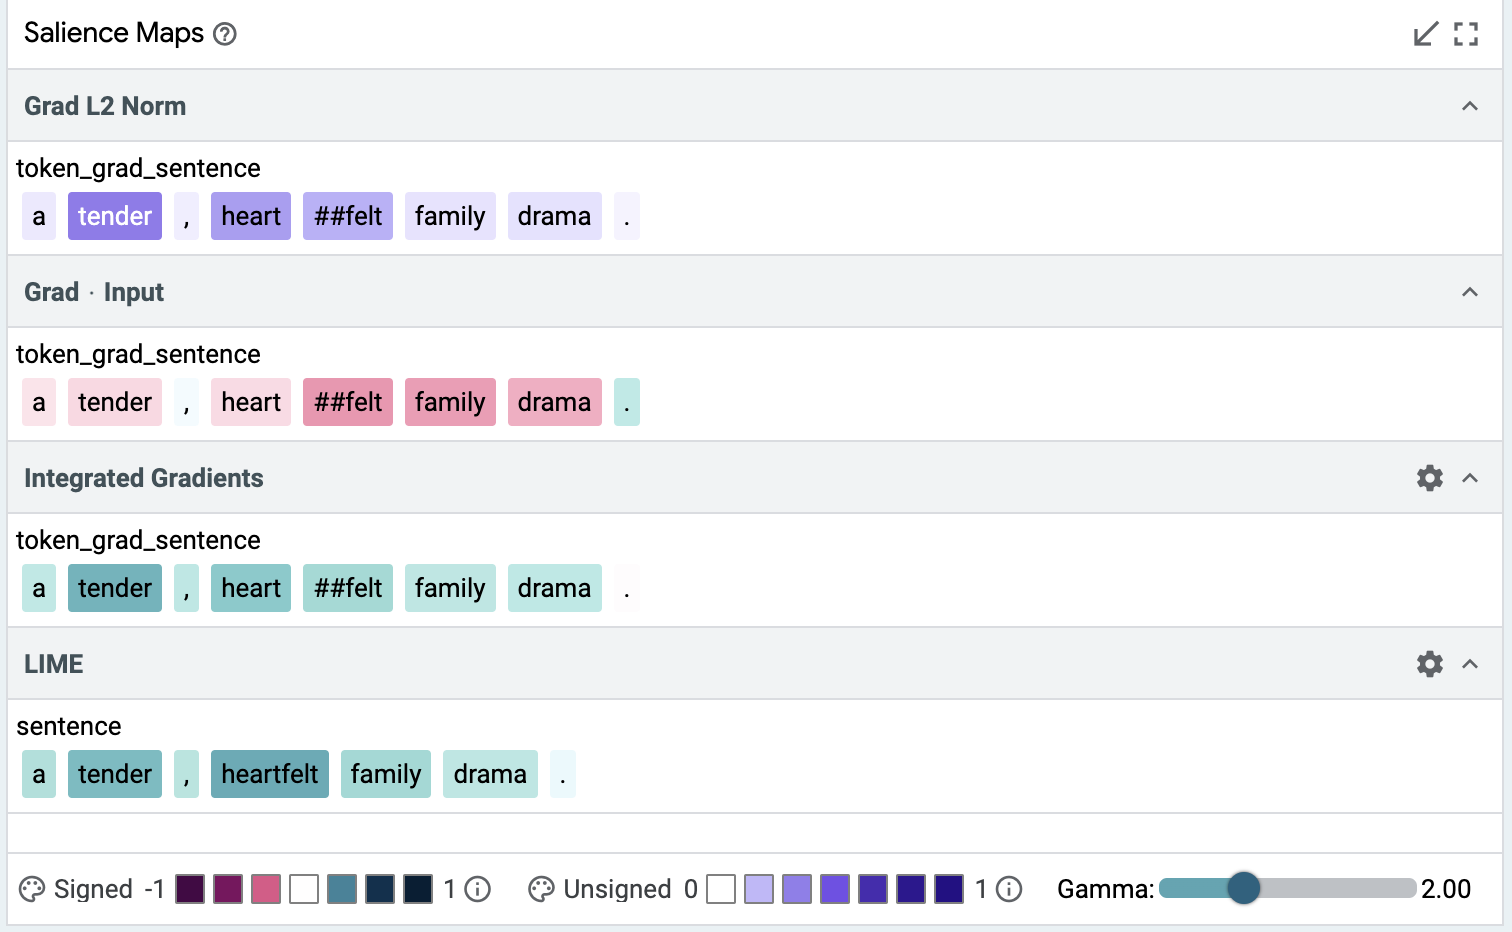 Salience Maps
Grad L2 Norm
token_grad_sentence
a tender , heart ##felt family drama .
Grad · Input
token_grad_sentence
a tender , heart ##felt family drama .
Integrated Gradients
token_grad_sentence
a tender , heart ##felt family drama .
LIME
sentence
a tender , heartfelt family drama .
Signed -1 1 Unsigned 0 1 Gamma: 2.00